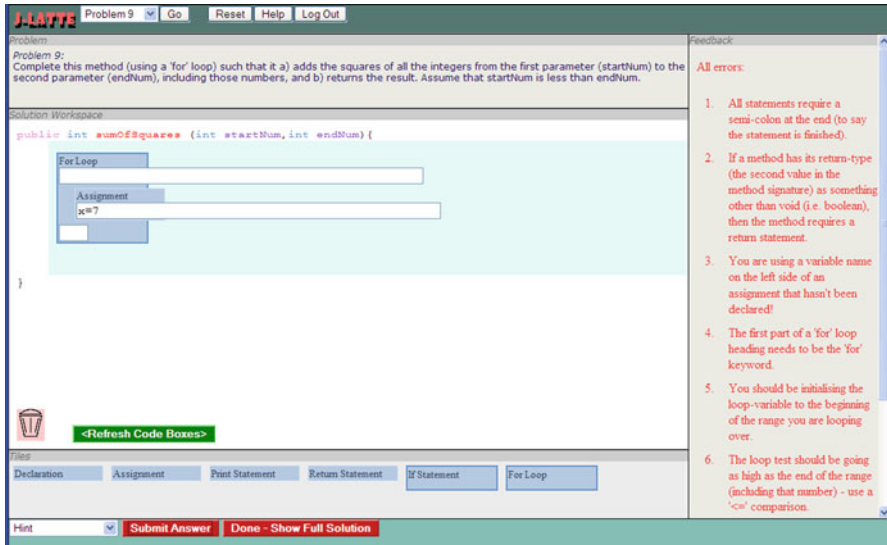 J-LATTE Problem 9 Go Reset Help Log Out
Problem
Problem 9:
Complete this method (using a 'for' loop) such that it a) adds the squares of all the integers from the first parameter (startNum) to the
second parameter (endNum), including those numbers, and b) returns the result. Assume that startNum is less than endNum.
Solution Workspace
public int sumOfSquares (int startNum,int endNum){
For Loop
Assignment
x=7
}
<Refresh Code Boxes>
Tiles
Declaration Assignment Print Statement Return Statement If Statement For Loop
Hint Submit Answer Done - Show Full Solution
Feedback
All errors:
1. All statements require a
semi-colon at the end (to say
the statement is finished).
2. If a method has its return-type
(the second value in the
method signature) as something
other than void (i.e. boolean),
then the method requires a
return statement.
3. You are using a variable name
on the left side of an
assignment that hasn't been
declared!
4. The first part of a 'for' loop
heading needs to be the 'for'
keyword.
5. You should be initialising the
loop-variable to the beginning
of the range you are looping
over.
6. The loop test should be going
as high as the end of the range
(including that number) - use a
'<=' comparison.